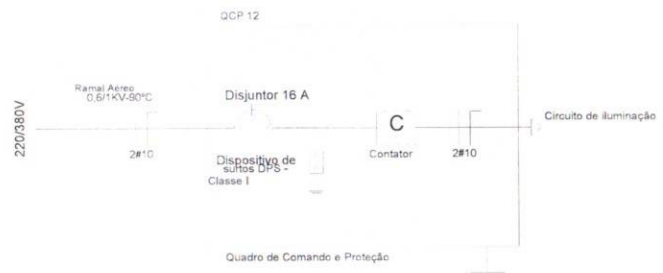 QCP 12
220/380V
Ramal Aéreo
0,6/1KV-90°C
Disjuntor 16 A
C
Circuito de iluminação
2#10
Dispositivo de
surtos DPS -
Classe I
Contator
2#10
Quadro de Comando e Proteção